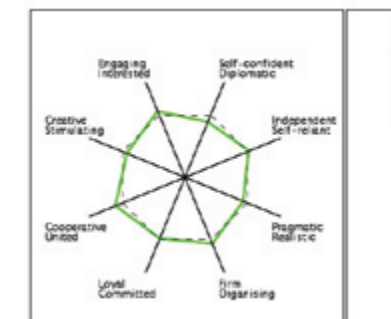 Engaging
Interested
Self-confident
Diplomatic
Creative
Stimulating
Independent
Self-reliant
Cooperative
United
Pragmatic
Realistic
Loyal
Committed
Firm
Organising